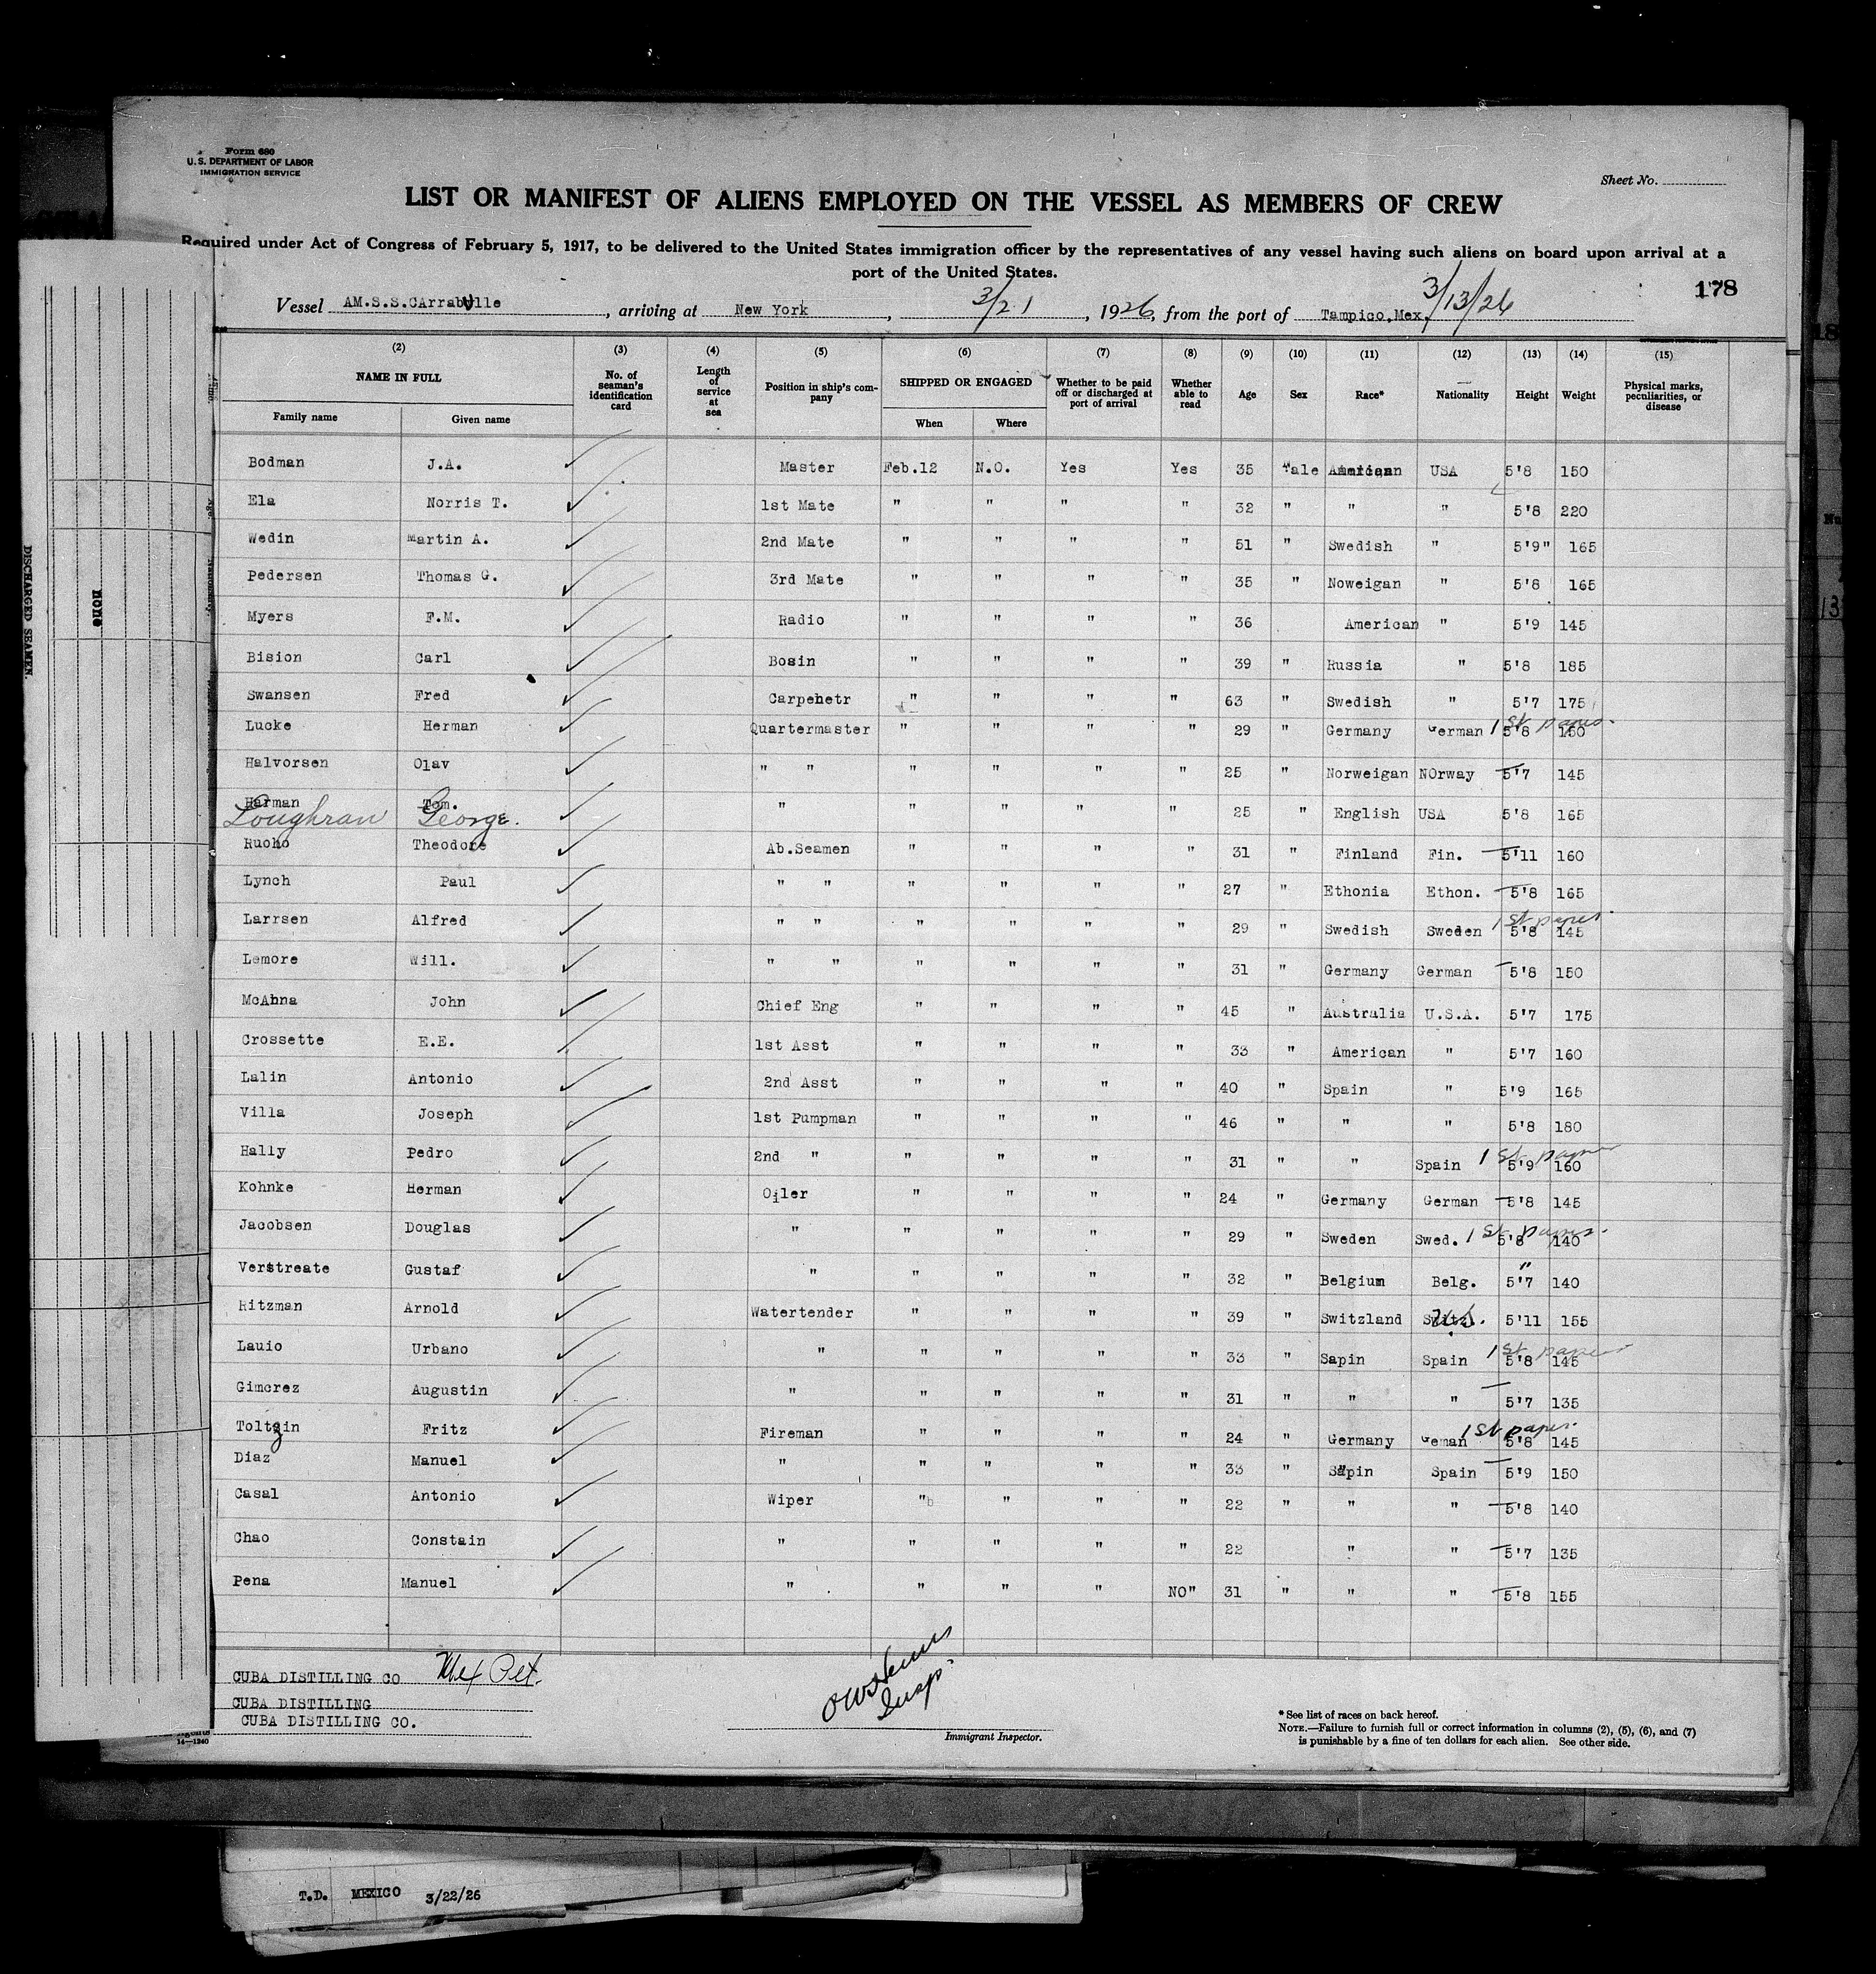 Form 680
U. S. DEPARTMENT OF LABOR
IMMIGRATION SERVICE
Sheet No.
LIST OR MANIFEST OF ALIENS EMPLOYED ON THE VESSEL AS MEMBERS OF CREW
Required under Act of Congress of February 5, 1917, to be delivered to the United States immigration officer by the representatives of any vessel having such aliens on board upon arrival at a
port of the United States.
178
Vessel AM.S.S.CArrabulle, arriving at New York, 3/21, 1926, from the port of Tampico,Mex. 3/13/26
(2) (3) (4) (5) (6) (7) (8) (9) (10) (11) (12) (13) (14) (15)
NAME IN FULL No. of seaman's identification card Length of service at sea Position in ship's company SHIPPED OR ENGAGED Whether to be paid off or discharged at port of arrival Whether able to read Age Sex Race* Nationality Height Weight Physical marks, peculiarities, or disease
Family name Given name When Where
Bodman J.A. Master Feb.12 N.O. Yes Yes 35 Male American USA 5'8 150
Ela Norris T. 1st Mate " " " " 32 " " " 5'8 220
Wedin Martin A. 2nd Mate " " " " 51 " Swedish " 5'9" 165
Pedersen Thomas G. 3rd Mate " " " " 35 " Noweigan " 5'8 165
Myers F.M. Radio " " " " 36 American " 5'9 145
Bision Carl Bosin " " " " 39 " Russia " 5'8 185
Swansen Fred Carpehetr " " " " 63 " Swedish " 5'7 175
Lucke Herman Quartermaster " " " " 29 " Germany German 1st paper. 5'8 150
Halvorsen Olav " " " " " " 25 " Norweigan NOrway 5'7 145
Harman Tom. " " " " " 25 " English USA 5'8 165
Loughran George.
Ruoko Theodore Ab.Seamen " " " " 31 " Finland Fin. 5'11 160
Lynch Paul " " " " " " 27 " Ethonia Ethon. 5'8 165
Larrsen Alfred " " " " " " 29 " Swedish Sweden 1st paper. 5'8 145
Lemore Will. " " " " " " 31 " Germany German 5'8 150
McAhna John Chief Eng " " " " 45 " Australia U.S.A. 5'7 175
Crossette E.E. 1st Asst " " " " 33 " American " 5'7 160
Lalin Antonio 2nd Asst " " " " 40 " Spain " 5'9 165
Villa Joseph 1st Pumpman " " " " 46 " " " 5'8 180
Hally Pedro 2nd " " " " " 31 " " Spain 1st paper 5'9 160
Kohnke Herman Oiler " " " " 24 " Germany German 5'8 145
Jacobsen Douglas " " " " " 29 " Sweden Swed. 1st paper. 5'8 140
Verstreate Gustaf " " " " " 32 " Belgium Belg. " 5'7 140
Ritzman Arnold Watertender " " " " 39 " Switzland US 5'11 155
Lauio Urbano " " " " " 33 " Sapin Spain 1st paper 5'8 145
Gimcrez Augustin " " " " " 31 " " " 5'7 135
Toltzin Fritz Fireman " " " " 24 " Germany Geman 1st paper. 5'8 145
Diaz Manuel " " " " " 33 " Sapin Spain 5'9 150
Casal Antonio Wiper " " " " 22 " " " 5'8 140
Chao Constain " " " " " 22 " " 5'7 135
Pena Manuel " " " " NO" 31 " " " 5'8 155
DISCHARGED SEAMEN.
none
CUBA DISTILLING CO Mex Pet.
CUBA DISTILLING
CUBA DISTILLING CO.
14—1240
Insp.
Immigrant Inspector.
* See list of races on back hereof.
NOTE.—Failure to furnish full or correct information in columns (2), (5), (6), and (7)
is punishable by a fine of ten dollars for each alien. See other side.
T.D. MEXICO 3/22/26